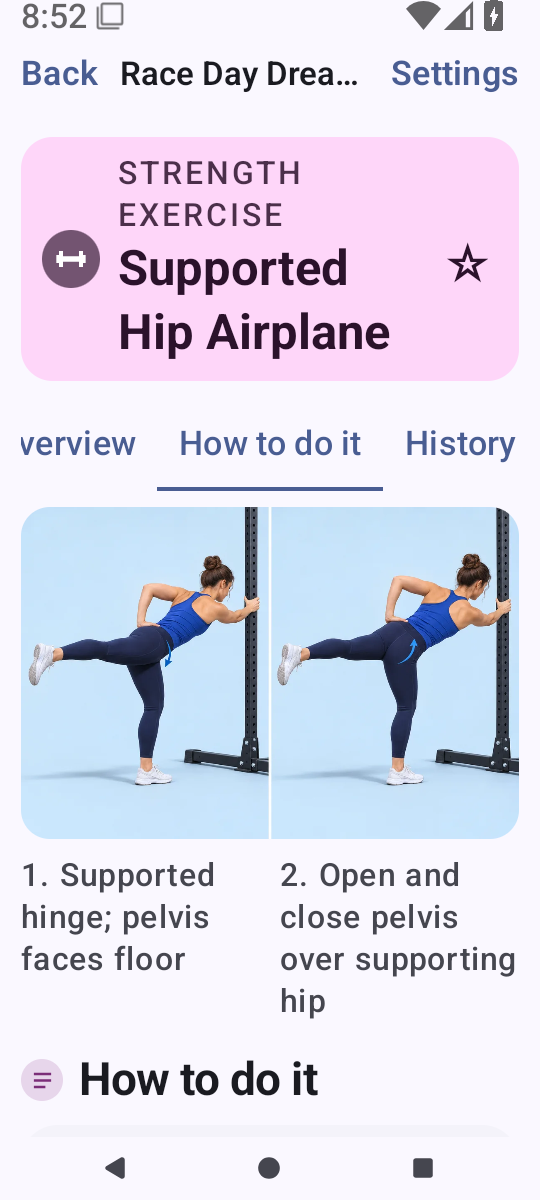 8:52
Back Race Day Drea... Settings
STRENGTH
EXERCISE
Supported
Hip Airplane
verview How to do it History
1. Supported
hinge; pelvis
faces floor
2. Open and
close pelvis
over supporting
hip
How to do it